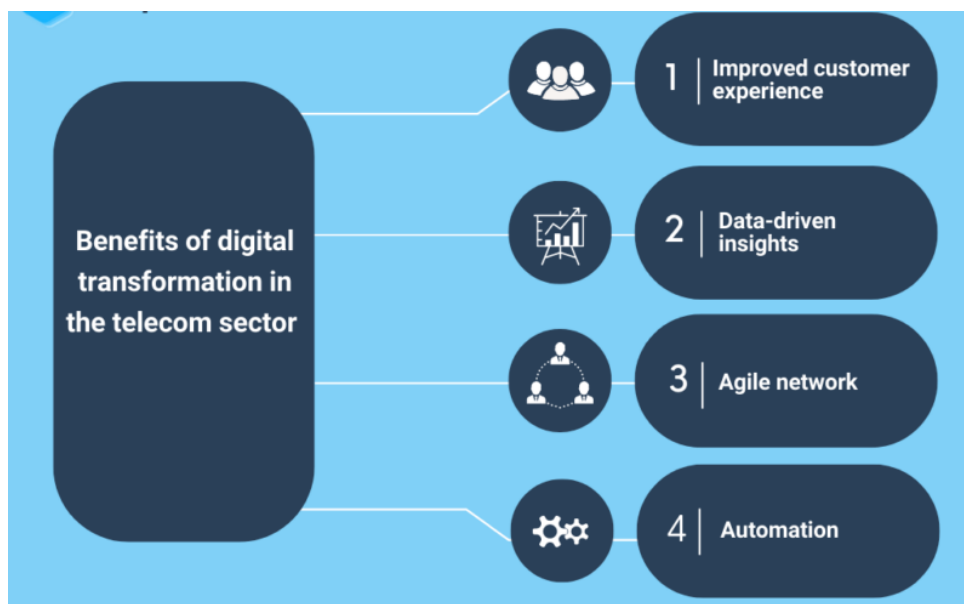 Benefits of digital
transformation in
the telecom sector
1
Improved customer
experience
2
Data-driven
insights
3
Agile network
4
Automation